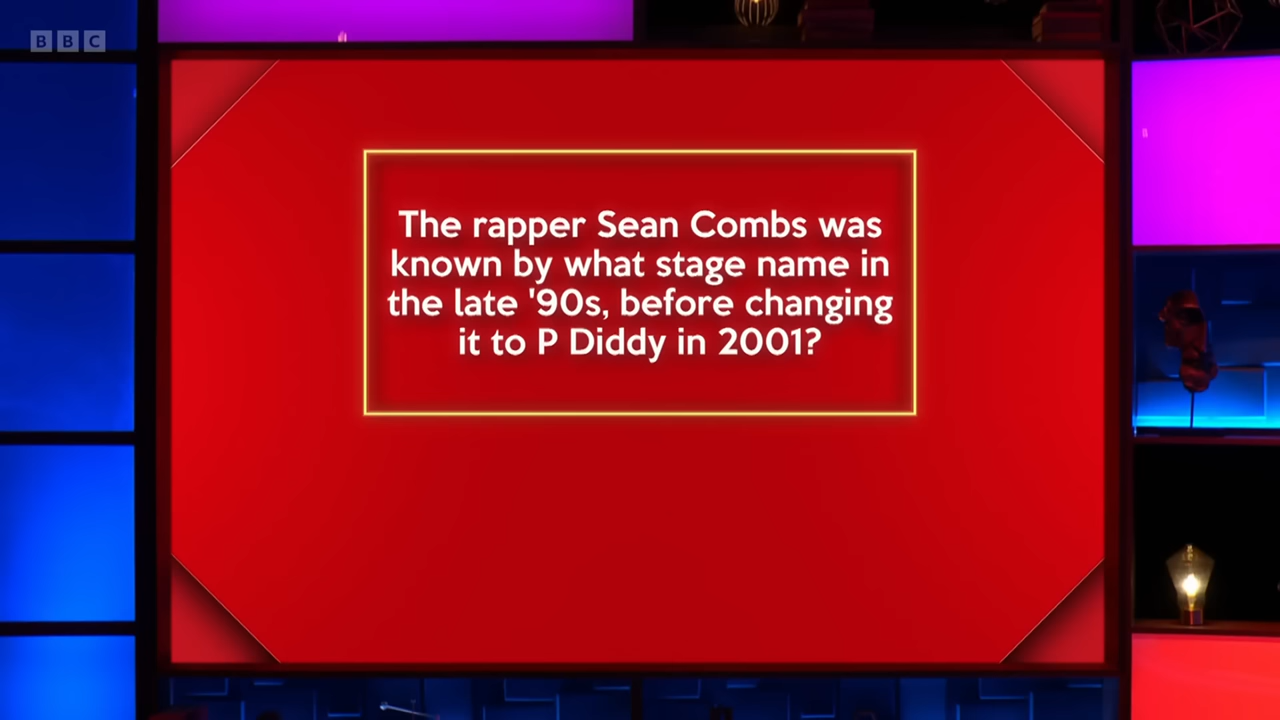 BBC
The rapper Sean Combs was
known by what stage name in
the late '90s, before changing
it to P Diddy in 2001?